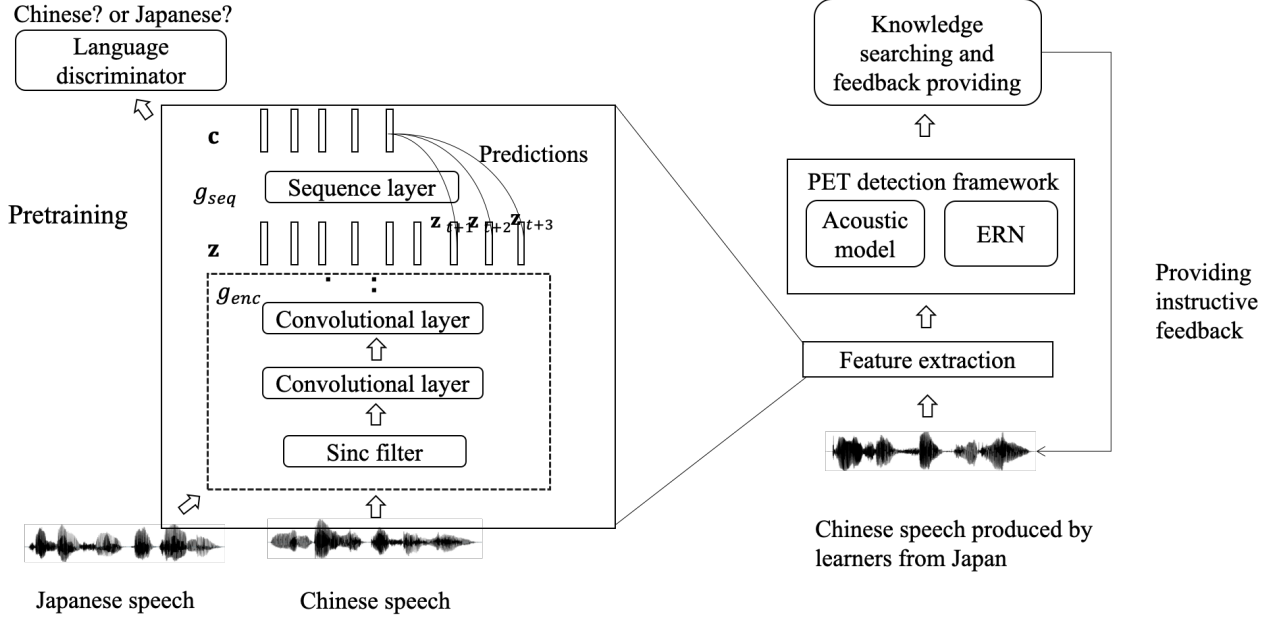 Chinese? or Japanese?
Language
discriminator
c
Predictions
g_seq
Sequence layer
Pretraining
z_t+1 z_t+2 z_t+3
z
g_enc
Convolutional layer
Convolutional layer
Sinc filter
Japanese speech
Chinese speech
Knowledge
searching and
feedback providing
PET detection framework
Acoustic
model
ERN
Feature extraction
Providing
instructive
feedback
Chinese speech produced by
learners from Japan